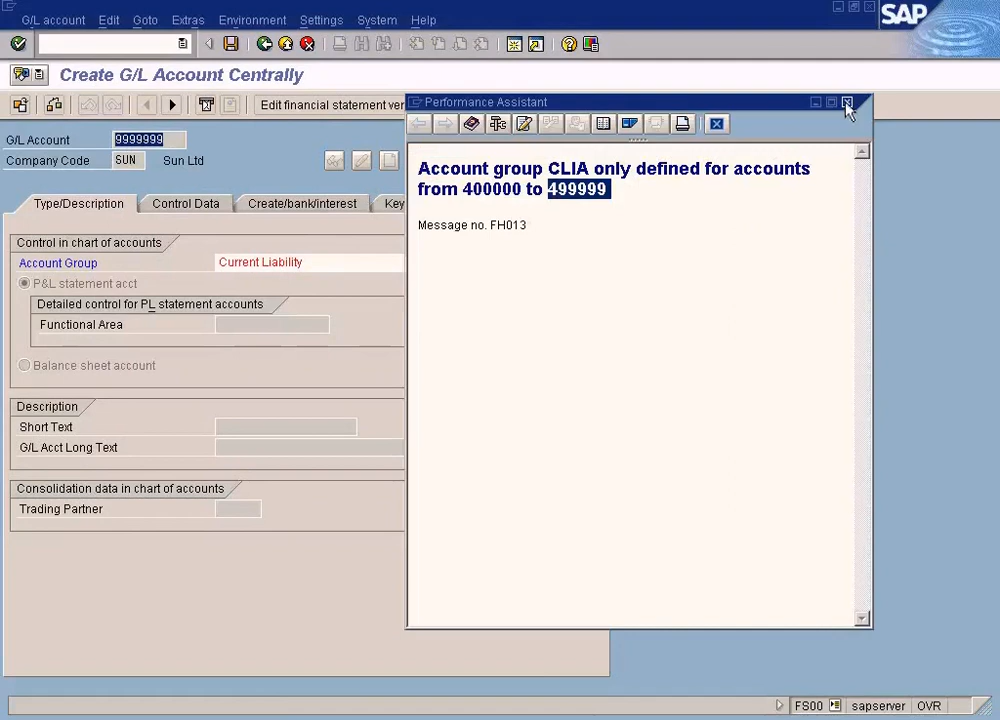 G/L account Edit Goto Extras Environment Settings System Help
SAP
Create G/L Account Centrally
Edit financial statement ver
Performance Assistant
G/L Account 9999999
Company Code SUN Sun Ltd
Account group CLIA only defined for accounts
from 400000 to 499999
Message no. FH013
Type/Description Control Data Create/bank/interest Key
Control in chart of accounts
Account Group Current Liability
P&L statement acct
Detailed control for PL statement accounts
Functional Area
Balance sheet account
Description
Short Text
G/L Acct Long Text
Consolidation data in chart of accounts
Trading Partner
FS00 sapserver OVR